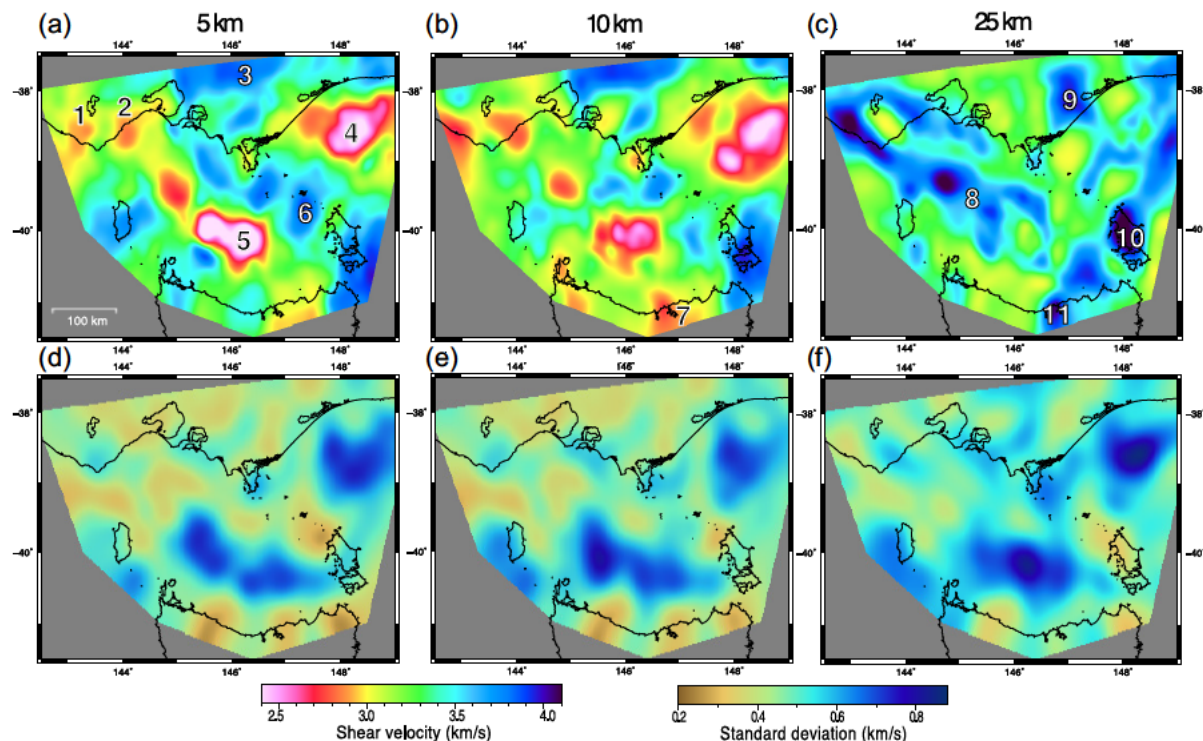 (a) 5 km (b) 10 km (c) 25 km
144° 146° 148° 144° 146° 148° 144° 146° 148°
3
-38° 1 2 -38° 9 -38°
4
8
6
-40° 5 -40° 10 -40°
100 km 7 11
(d) (e) (f)
144° 146° 148° 144° 146° 148° 144° 146° 148°
-38° -38° -38°
-40° -40° -40°
144° 146° 148° 144° 146° 148° 144° 146° 148°
2.5 3.0 3.5 4.0 0.2 0.4 0.6 0.8
Shear velocity (km/s) Standard deviation (km/s)